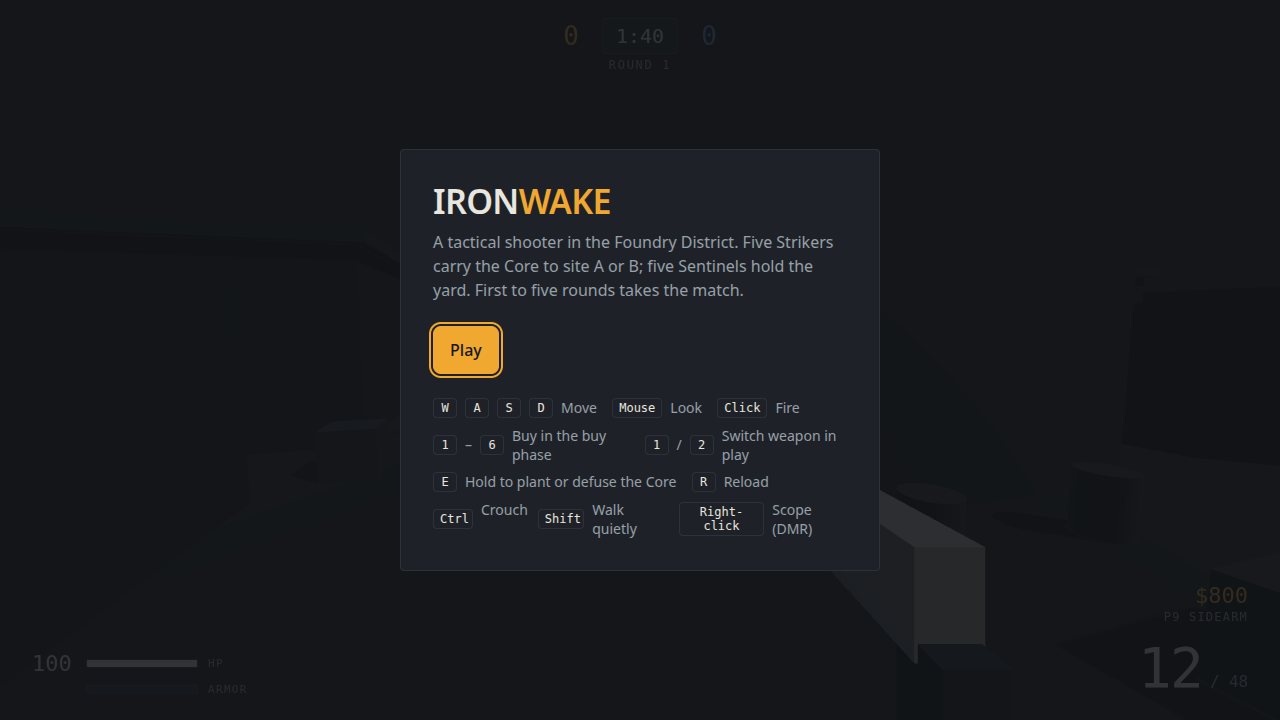 0 1:40 0
ROUND 1
IRONWAKE
A tactical shooter in the Foundry District. Five Strikers
carry the Core to site A or B; five Sentinels hold the
yard. First to five rounds takes the match.
Play
W A S D Move Mouse Look Click Fire
1 – 6 Buy in the buy phase 1 / 2 Switch weapon in play
E Hold to plant or defuse the Core R Reload
Ctrl Crouch Shift Walk quietly Right-click Scope (DMR)
$800
P9 SIDEARM
100 HP
ARMOR
12 / 48